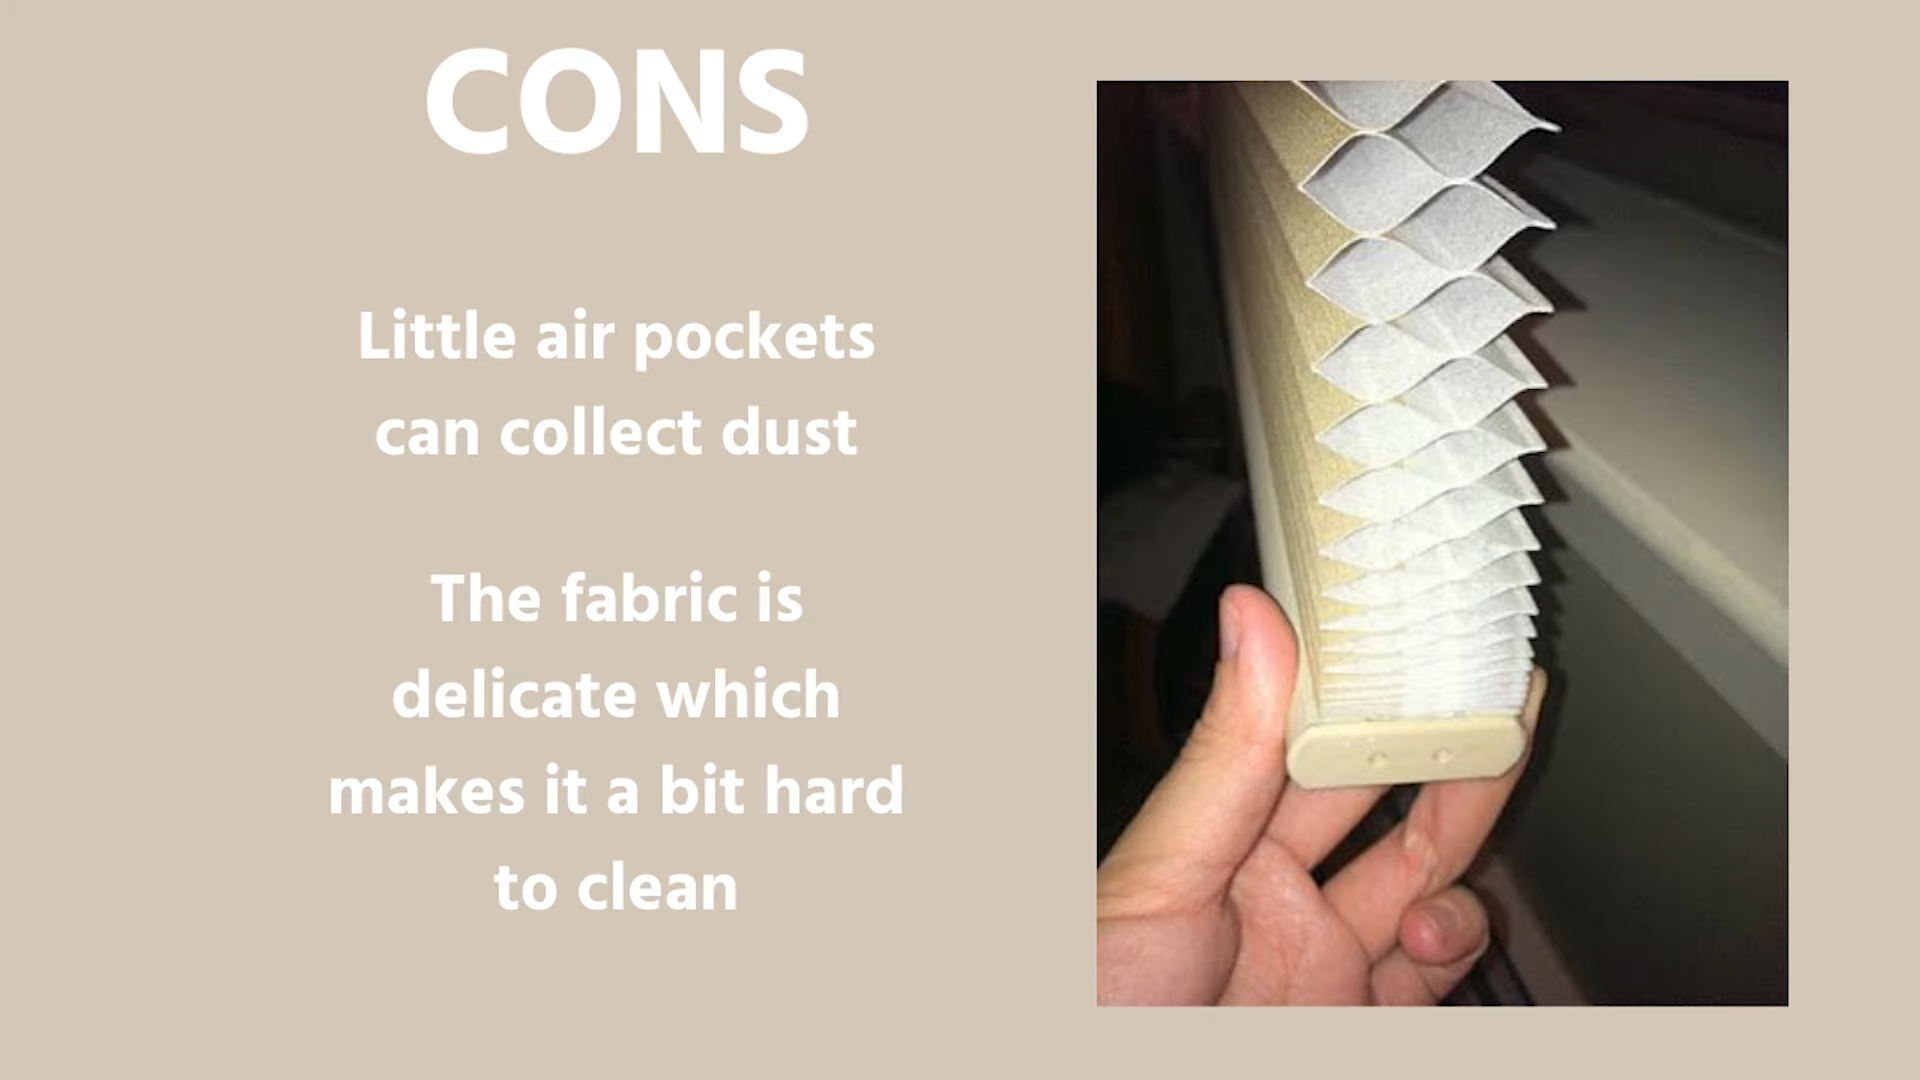 CONS
Little air pockets
can collect dust
The fabric is
delicate which
makes it a bit hard
to clean